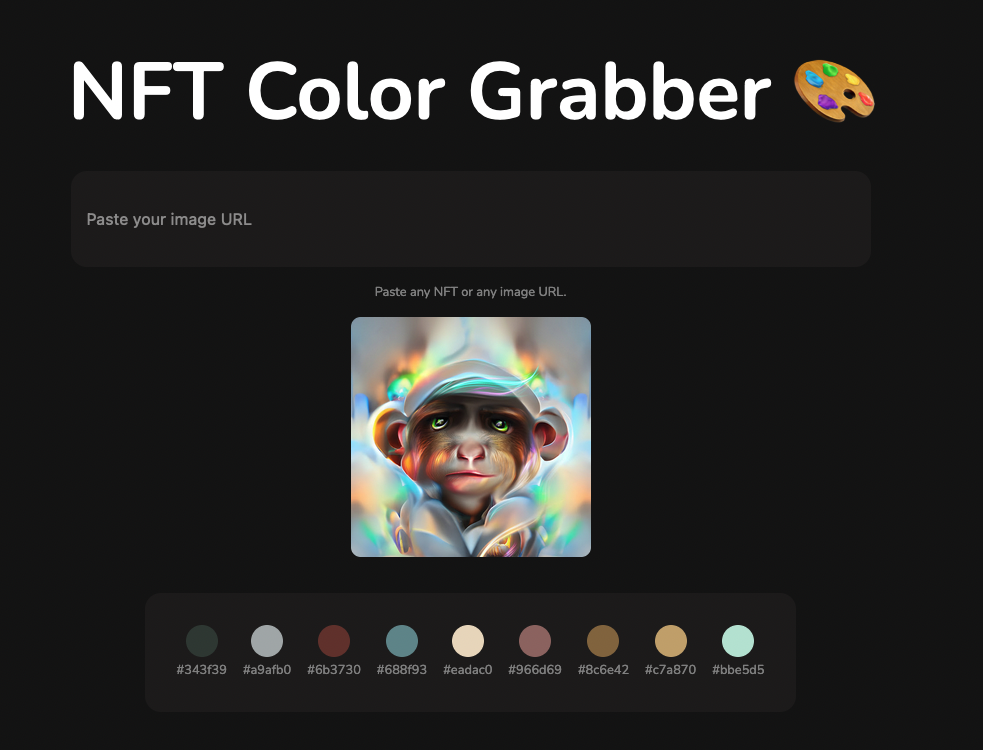 NFT Color Grabber 🎨
Paste your image URL
Paste any NFT or any image URL.
#343f39 #a9afb0 #6b3730 #688f93 #eadac0 #966d69 #8c6e42 #c7a870 #bbe5d5